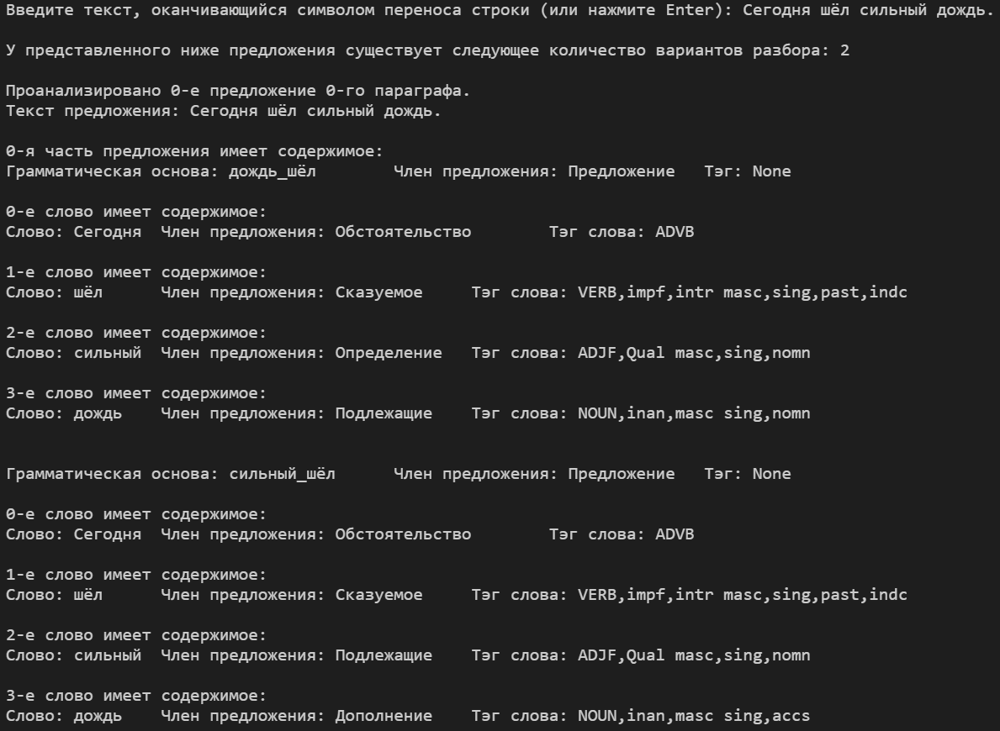 Введите текст, оканчивающийся символом переноса строки (или нажмите Enter): Сегодня шёл сильный дождь.
У представленного ниже предложения существует следующее количество вариантов разбора: 2
Проанализировано 0-е предложение 0-го параграфа.
Текст предложения: Сегодня шёл сильный дождь.
0-я часть предложения имеет содержимое:
Грамматическая основа: дождь_шёл Член предложения: Предложение Тэг: None
0-е слово имеет содержимое:
Слово: Сегодня Член предложения: Обстоятельство Тэг слова: ADVB
1-е слово имеет содержимое:
Слово: шёл Член предложения: Сказуемое Тэг слова: VERB,impf,intr masc,sing,past,indc
2-е слово имеет содержимое:
Слово: сильный Член предложения: Определение Тэг слова: ADJF,Qual masc,sing,nomn
3-е слово имеет содержимое:
Слово: дождь Член предложения: Подлежащие Тэг слова: NOUN,inan,masc sing,nomn
Грамматическая основа: сильный_шёл Член предложения: Предложение Тэг: None
0-е слово имеет содержимое:
Слово: Сегодня Член предложения: Обстоятельство Тэг слова: ADVB
1-е слово имеет содержимое:
Слово: шёл Член предложения: Сказуемое Тэг слова: VERB,impf,intr masc,sing,past,indc
2-е слово имеет содержимое:
Слово: сильный Член предложения: Подлежащие Тэг слова: ADJF,Qual masc,sing,nomn
3-е слово имеет содержимое:
Слово: дождь Член предложения: Дополнение Тэг слова: NOUN,inan,masc sing,accs